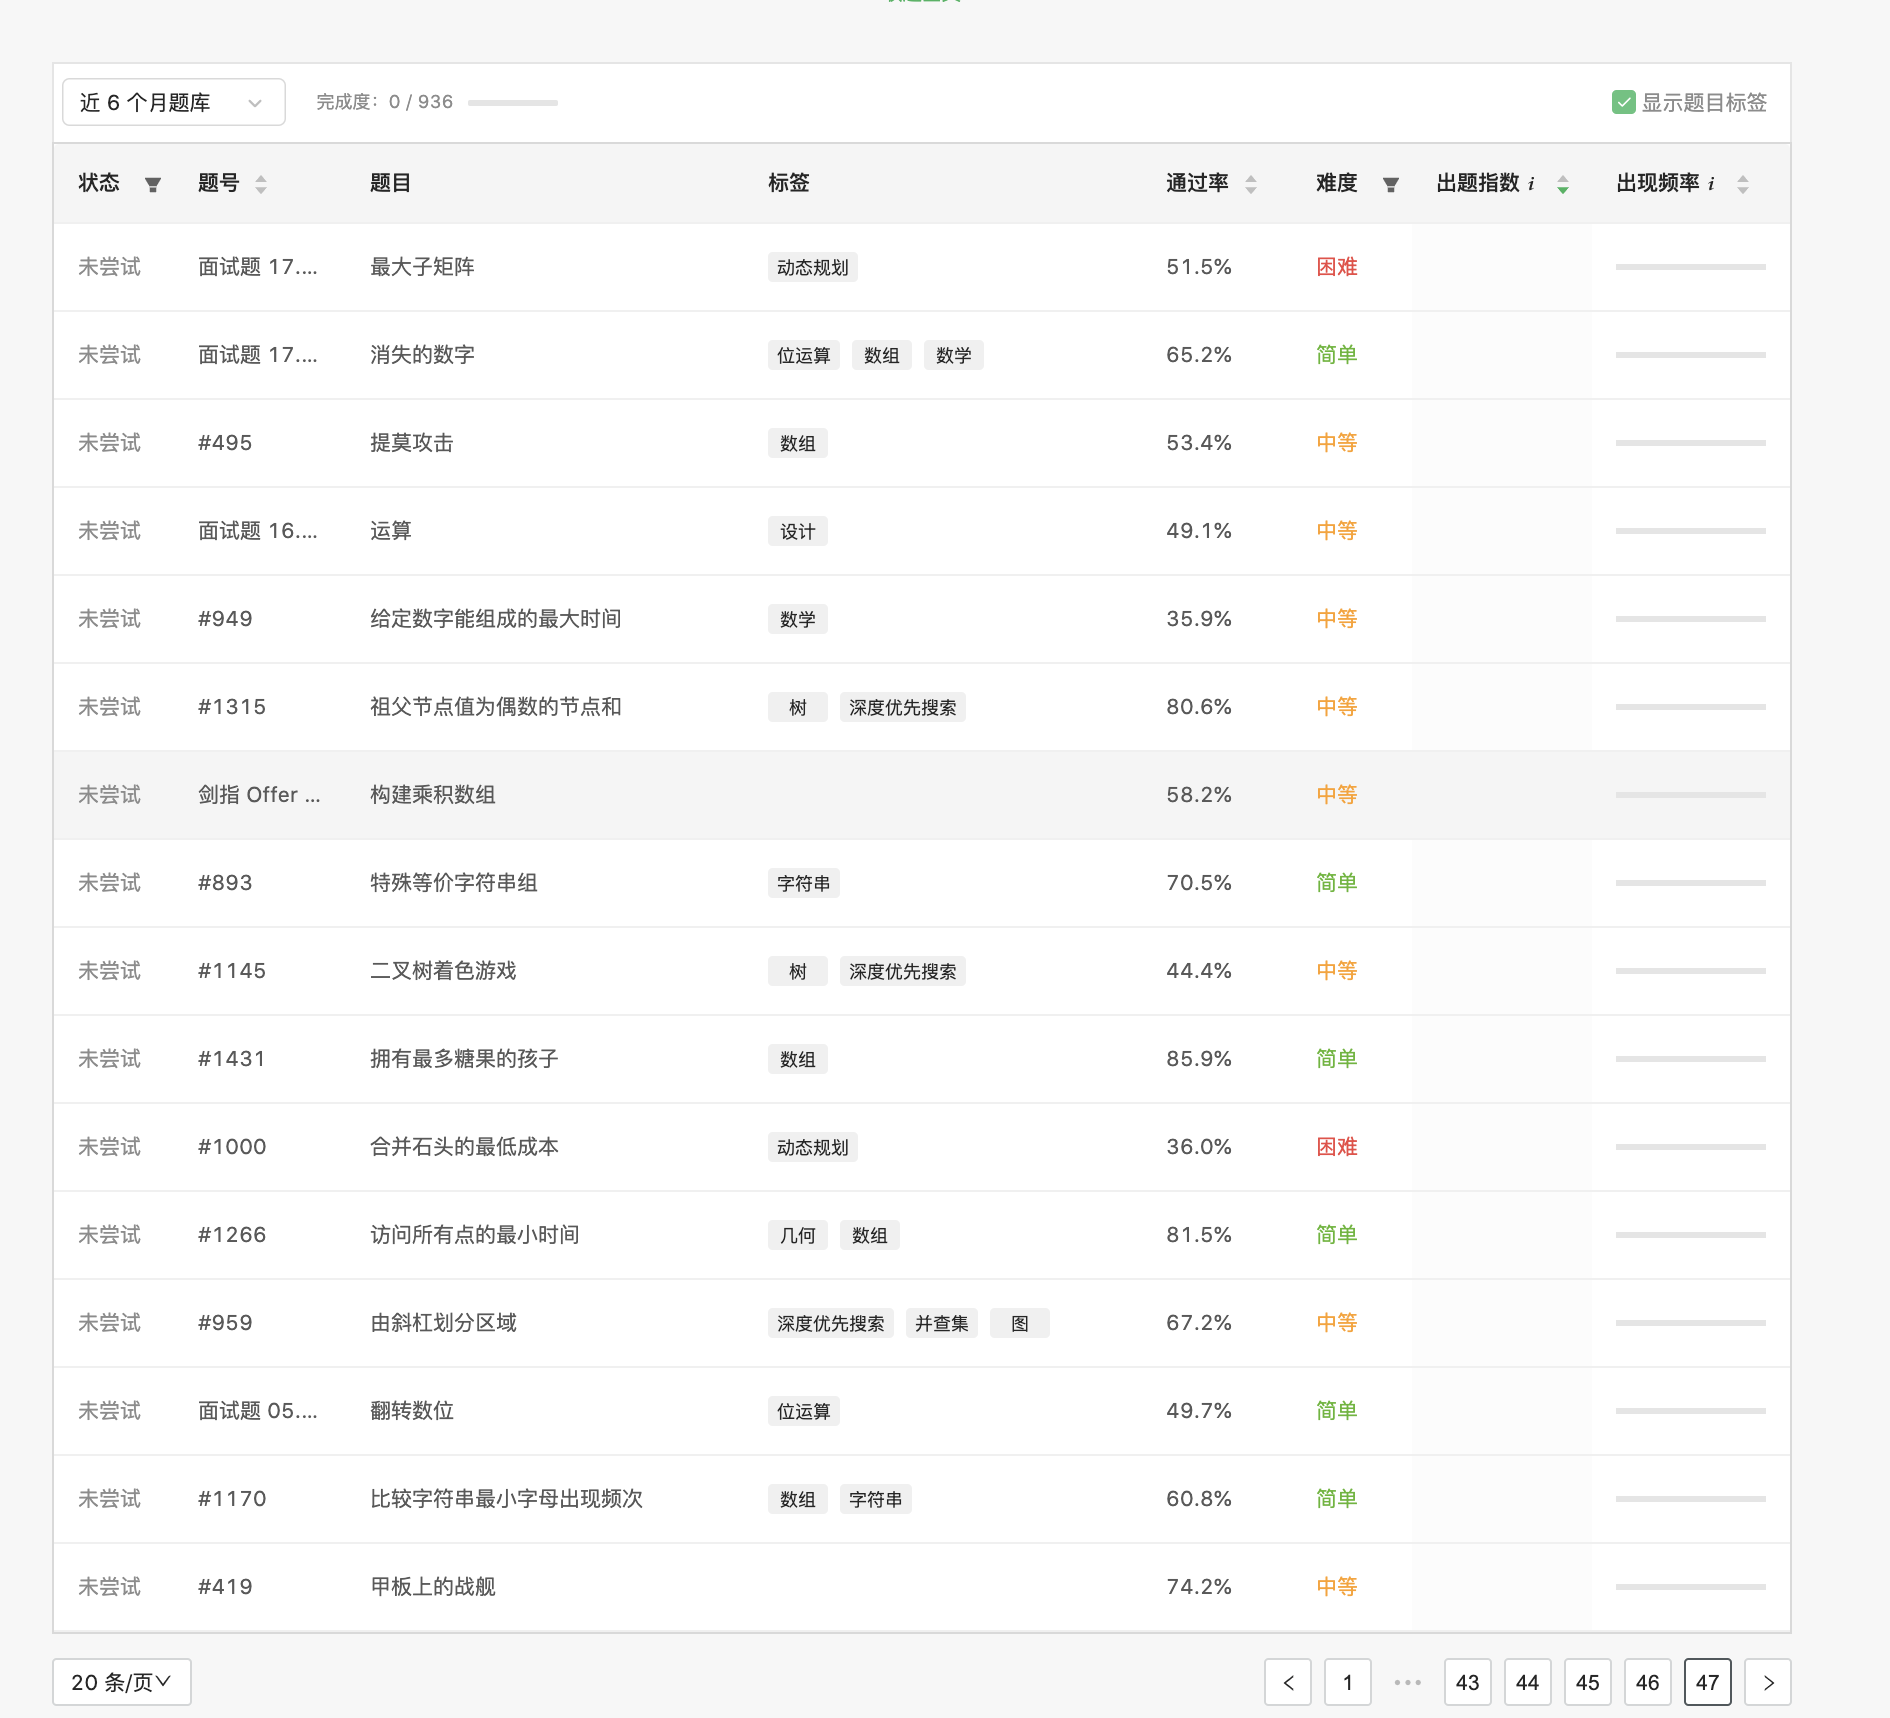 近 6 个月题库 完成度：0 / 936 显示题目标签
状态 题号 题目 标签 通过率 难度 出题指数 i 出现频率 i
未尝试 面试题 17.... 最大子矩阵 动态规划 51.5% 困难
未尝试 面试题 17.... 消失的数字 位运算 数组 数学 65.2% 简单
未尝试 #495 提莫攻击 数组 53.4% 中等
未尝试 面试题 16.... 运算 设计 49.1% 中等
未尝试 #949 给定数字能组成的最大时间 数学 35.9% 中等
未尝试 #1315 祖父节点值为偶数的节点和 树 深度优先搜索 80.6% 中等
未尝试 剑指 Offer ... 构建乘积数组 58.2% 中等
未尝试 #893 特殊等价字符串组 字符串 70.5% 简单
未尝试 #1145 二叉树着色游戏 树 深度优先搜索 44.4% 中等
未尝试 #1431 拥有最多糖果的孩子 数组 85.9% 简单
未尝试 #1000 合并石头的最低成本 动态规划 36.0% 困难
未尝试 #1266 访问所有点的最小时间 几何 数组 81.5% 简单
未尝试 #959 由斜杠划分区域 深度优先搜索 并查集 图 67.2% 中等
未尝试 面试题 05.... 翻转数位 位运算 49.7% 简单
未尝试 #1170 比较字符串最小字母出现频次 数组 字符串 60.8% 简单
未尝试 #419 甲板上的战舰 74.2% 中等
20 条/页 < 1 ••• 43 44 45 46 47 >